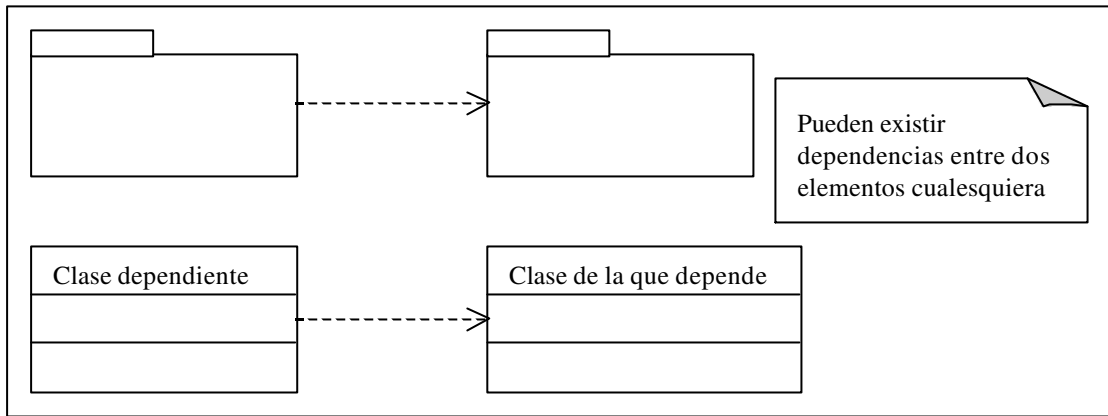 Pueden existir
dependencias entre dos
elementos cualesquiera
Clase dependiente
Clase de la que depende